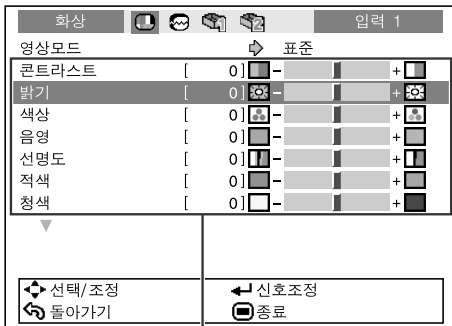 화상 입력 1
영상모드 표준
콘트라스트 [ 0] - +
밝기 [ 0] - +
색상 [ 0] - +
음영 [ 0] - +
선명도 [ 0] - +
적색 [ 0] - +
청색 [ 0] - +
선택/조정 신호조정
돌아가기 종료